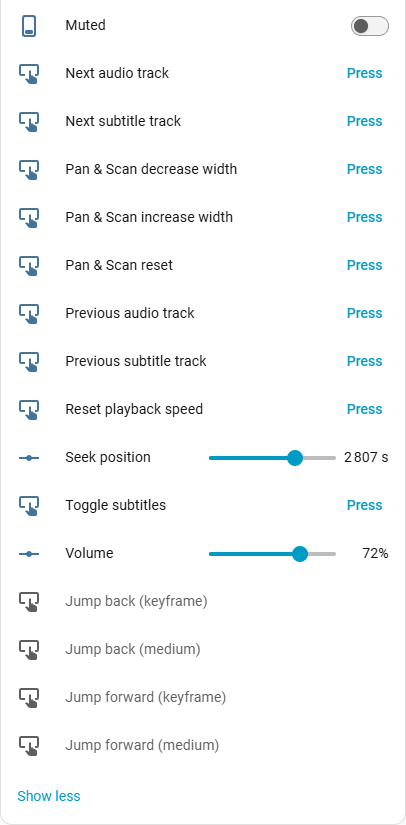 Muted
Next audio track Press
Next subtitle track Press
Pan & Scan decrease width Press
Pan & Scan increase width Press
Pan & Scan reset Press
Previous audio track Press
Previous subtitle track Press
Reset playback speed Press
Seek position 2 807 s
Toggle subtitles Press
Volume 72%
Jump back (keyframe)
Jump back (medium)
Jump forward (keyframe)
Jump forward (medium)
Show less